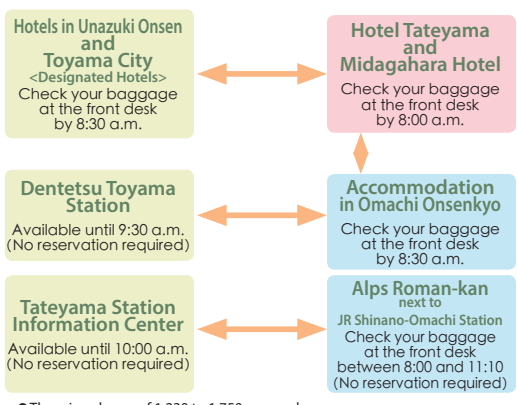 Hotels in Unazuki Onsen
and
Toyama City
<Designated Hotels>
Check your baggage
at the front desk
by 8:30 a.m.
Hotel Tateyama
and
Midagahara Hotel
Check your baggage
at the front desk
by 8:00 a.m.
Dentetsu Toyama
Station
Available until 9:30 a.m.
(No reservation required)
Accommodation
in Omachi Onsenkyo
Check your baggage
at the front desk
by 8:30 a.m.
Tateyama Station
Information Center
Available until 10:00 a.m.
(No reservation required)
Alps Roman-kan
next to
JR Shinano-Omachi Station
Check your baggage
at the front desk
between 8:00 and 11:10
(No reservation required)